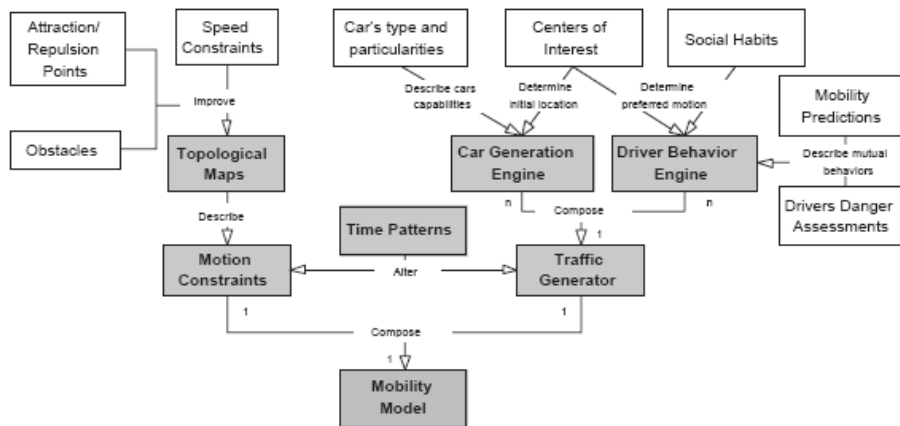 Attraction/
Repulsion
Points
Speed
Constraints
Car's type and
particularities
Centers of
Interest
Social Habits
Mobility
Predictions
Obstacles
Improve
Describe cars
capabilities
Determine
initial location
Determine
preferred motion
Describe mutual
behaviors
Topological
Maps
Car Generation
Engine
Driver Behavior
Engine
Drivers Danger
Assessments
n
Compose
n
1
Describe
Time Patterns
Motion
Constraints
Alter
Traffic
Generator
1
1
Compose
1
Mobility
Model